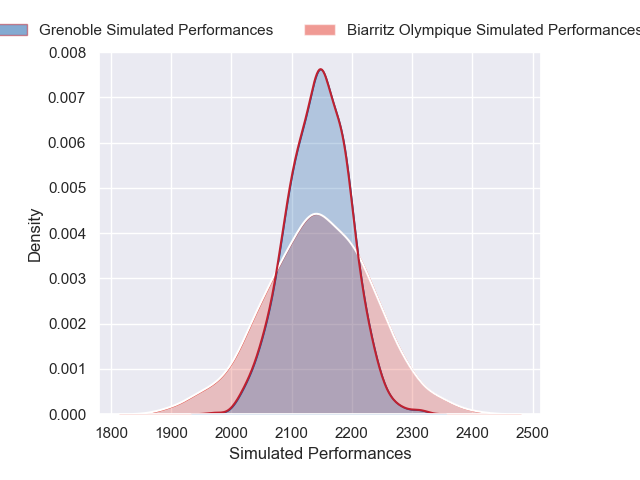 Grenoble Simulated Performances
Biarritz Olympique Simulated Performances
0.008
0.007
0.006
0.005
0.004
0.003
0.002
0.001
0.000
Density
1800 1900 2000 2100 2200 2300 2400 2500
Simulated Performances